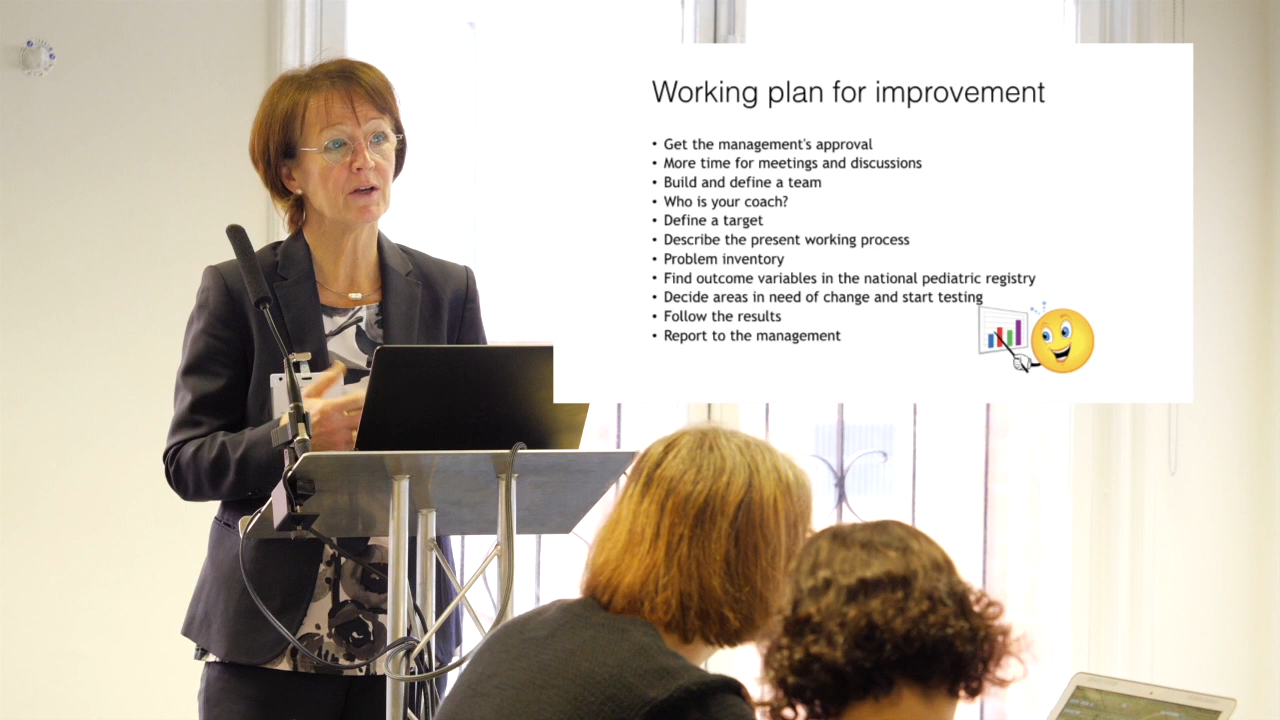 Working plan for improvement
• Get the management's approval
• More time for meetings and discussions
• Build and define a team
• Who is your coach?
• Define a target
• Describe the present working process
• Problem inventory
• Find outcome variables in the national pediatric registry
• Decide areas in need of change and start testing
• Follow the results
• Report to the management